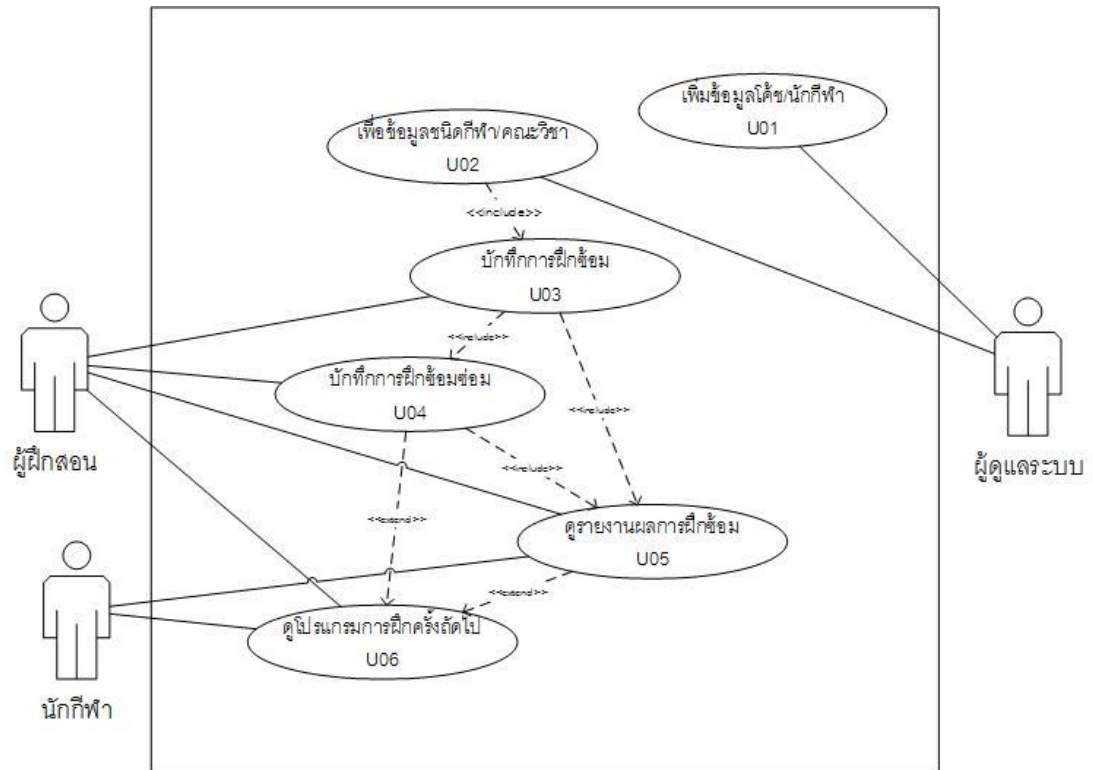 เพิ่มข้อมูลโค้ช/นักกีฬา
U01
เพื่อข้อมูลชนิดกีฬา/คณะวิชา
U02
<<include>>
บักทึกการฝึกซ้อม
U03
<<include>>
บักทึกการฝึกซ้อมซ่อม
U04
<<include>>
ผู้ฝึกสอน
ผู้ดูแลระบบ
<<include>>
<<extend>>
ดูรายงานผลการฝึกซ้อม
U05
<<extend>>
ดูโปรแกรมการฝึกครั้งถัดไป
U06
นักกีฬา